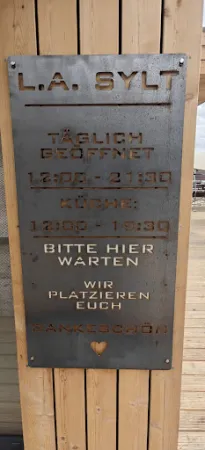 L.A. SYLT
TÄGLICH
GEÖFFNET
12:00 - 21:30
KÜCHE:
12:00 - 19:30
BITTE HIER
WARTEN
WIR
PLATZIEREN
EUCH
DANKESCHÖN